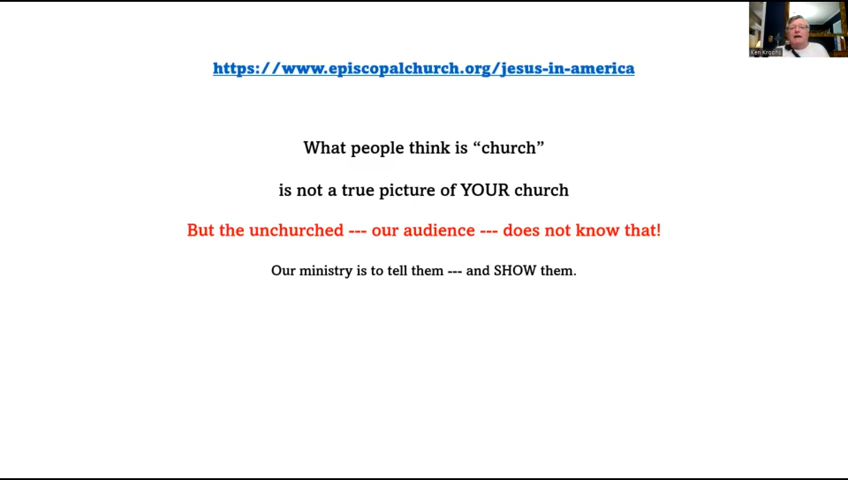 https://www.episcopalchurch.org/jesus-in-america
What people think is “church”
is not a true picture of YOUR church
But the unchurched --- our audience --- does not know that!
Our ministry is to tell them --- and SHOW them.
Ken